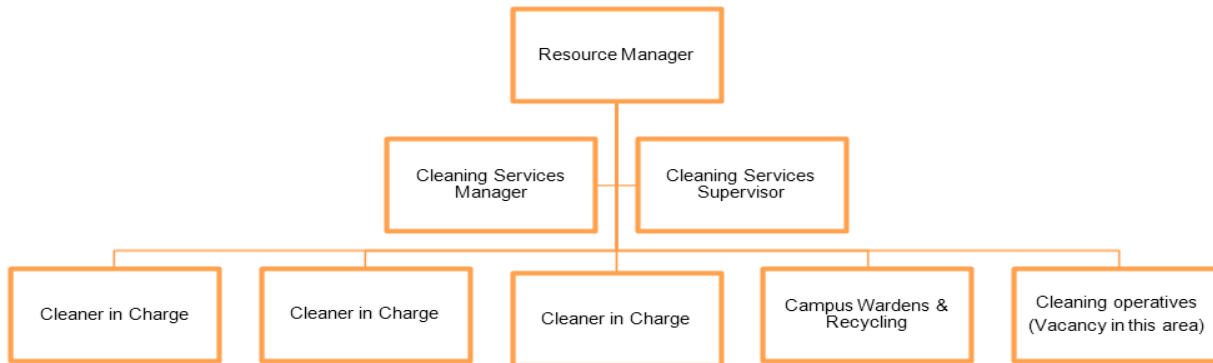 Resource Manager
Cleaning Services
Manager
Cleaning Services
Supervisor
Cleaner in Charge
Cleaner in Charge
Cleaner in Charge
Campus Wardens &
Recycling
Cleaning operatives
(Vacancy in this area)